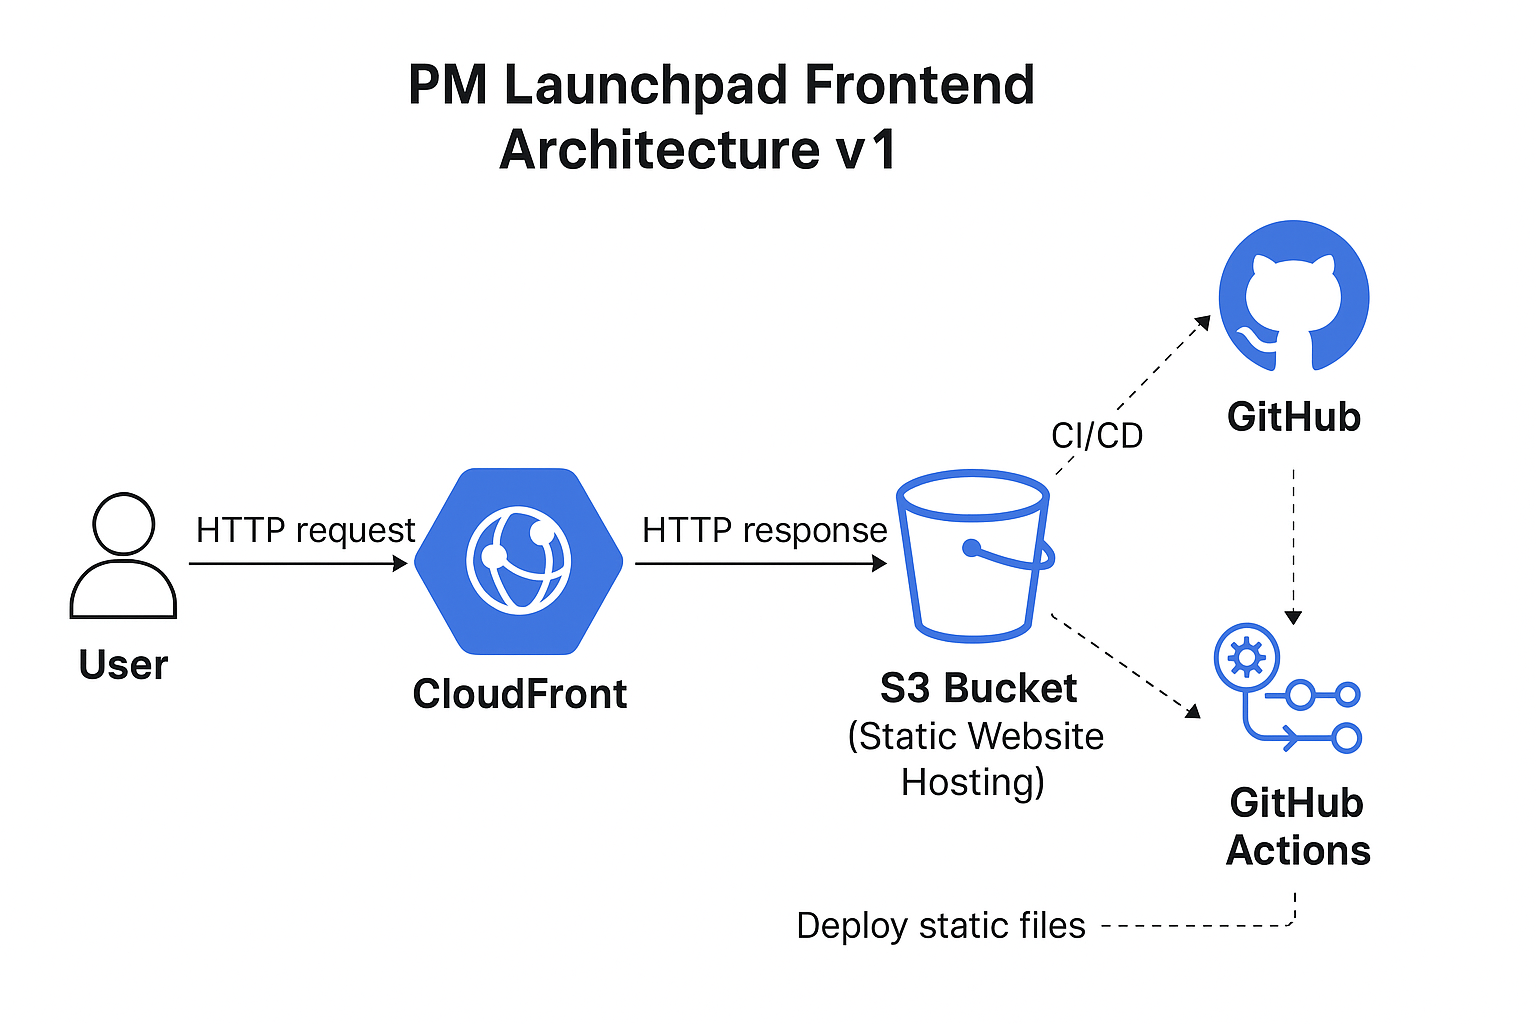 PM Launchpad Frontend
Architecture v1
GitHub
CI/CD
HTTP request
HTTP response
User
CloudFront
S3 Bucket
(Static Website
Hosting)
GitHub
Actions
Deploy static files